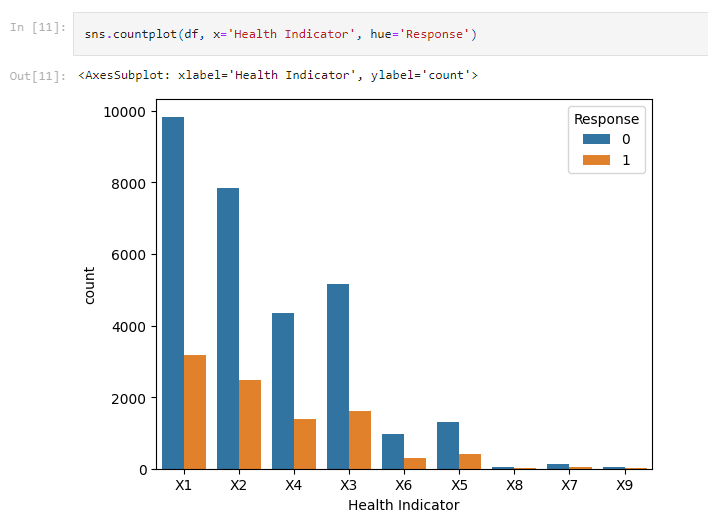 In [11]: sns.countplot(df, x='Health Indicator', hue='Response')
Out[11]: <AxesSubplot: xlabel='Health Indicator', ylabel='count'>
Response
0
1
10000
8000
6000
4000
2000
0
count
X1 X2 X4 X3 X6 X5 X8 X7 X9
Health Indicator